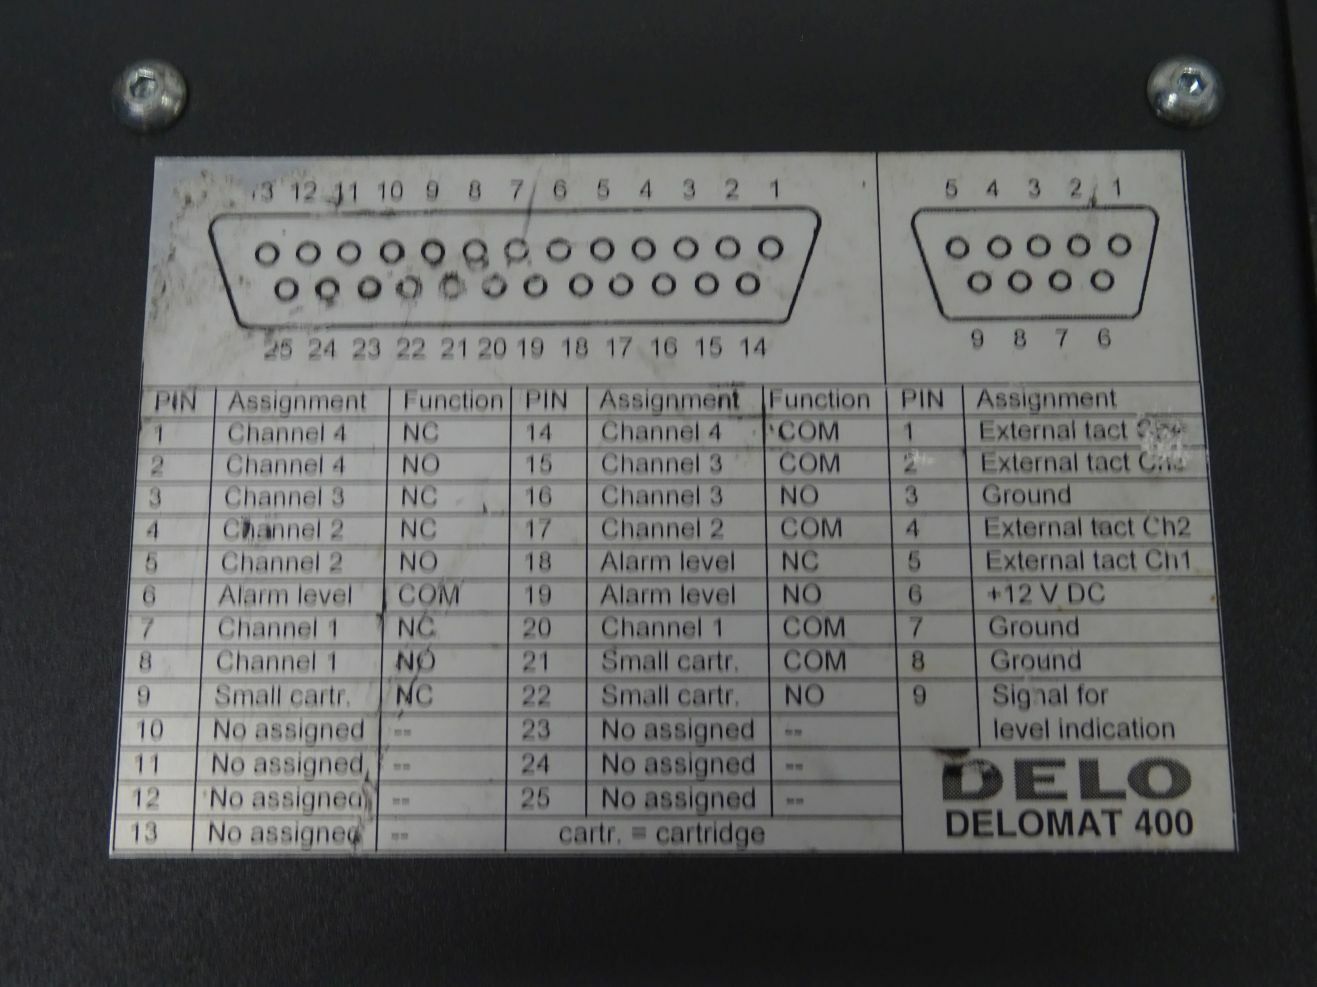 13 12 11 10 9 8 7 6 5 4 3 2 1 5 4 3 2 1
25 24 23 22 21 20 19 18 17 16 15 14 9 8 7 6
PIN Assignment Function PIN Assignment Function PIN Assignment
1 Channel 4 NC 14 Channel 4 COM 1 External tact
2 Channel 4 NO 15 Channel 3 COM 2 External tact
3 Channel 3 NC 16 Channel 3 NO 3 Ground
4 Channel 2 NC 17 Channel 2 COM 4 External tact Ch2
5 Channel 2 NO 18 Alarm level NC 5 External tact Ch1
6 Alarm level COM 19 Alarm level NO 6 +12 V DC
7 Channel 1 NC 20 Channel 1 COM 7 Ground
8 Channel 1 NO 21 Small cartr. COM 8 Ground
9 Small cartr. NC 22 Small cartr. NO 9 Signal for
10 No assigned -- 23 No assigned -- level indication
11 No assigned -- 24 No assigned --
12 No assigned -- 25 No assigned --
13 No assigned -- cartr. = cartridge
DELO
DELOMAT 400